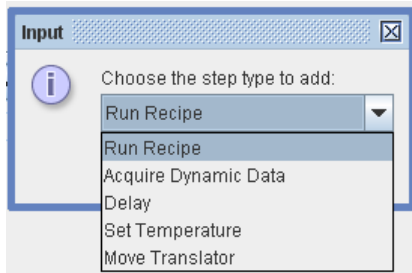 Input
Choose the step type to add:
Run Recipe
Run Recipe
Acquire Dynamic Data
Delay
Set Temperature
Move Translator